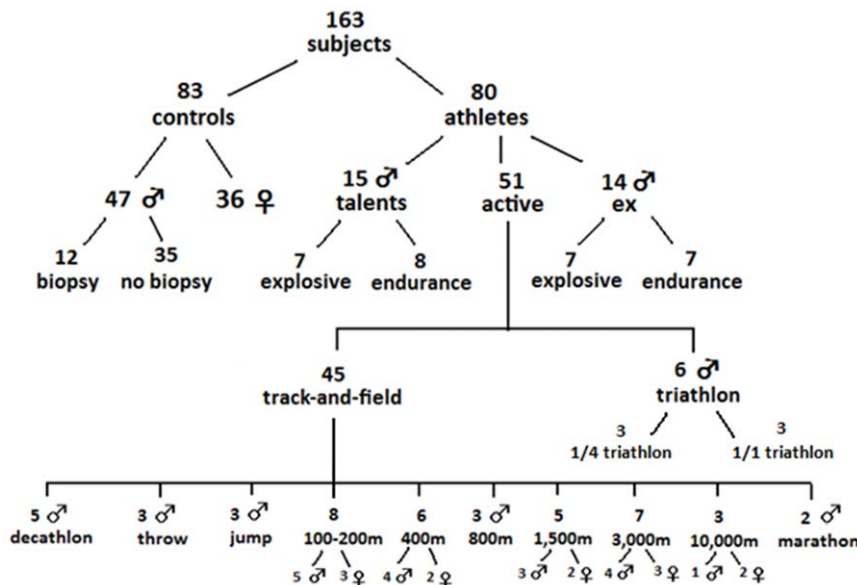 163
subjects
83
controls
80
athletes
47 ♂
36 ♀
15 ♂
talents
51
active
14 ♂
ex
12
biopsy
35
no biopsy
7
explosive
8
endurance
7
explosive
7
endurance
45
track-and-field
6 ♂
triathlon
3
1/4 triathlon
3
1/1 triathlon
5 ♂
decathlon
3 ♂
throw
3 ♂
jump
8
100-200m
6
400m
3 ♂
800m
5
1,500m
7
3,000m
3
10,000m
2 ♂
marathon
5 ♂ 3 ♀
4 ♂ 2 ♀
3 ♂ 2 ♀
4 ♂ 3 ♀
1 ♂ 2 ♀